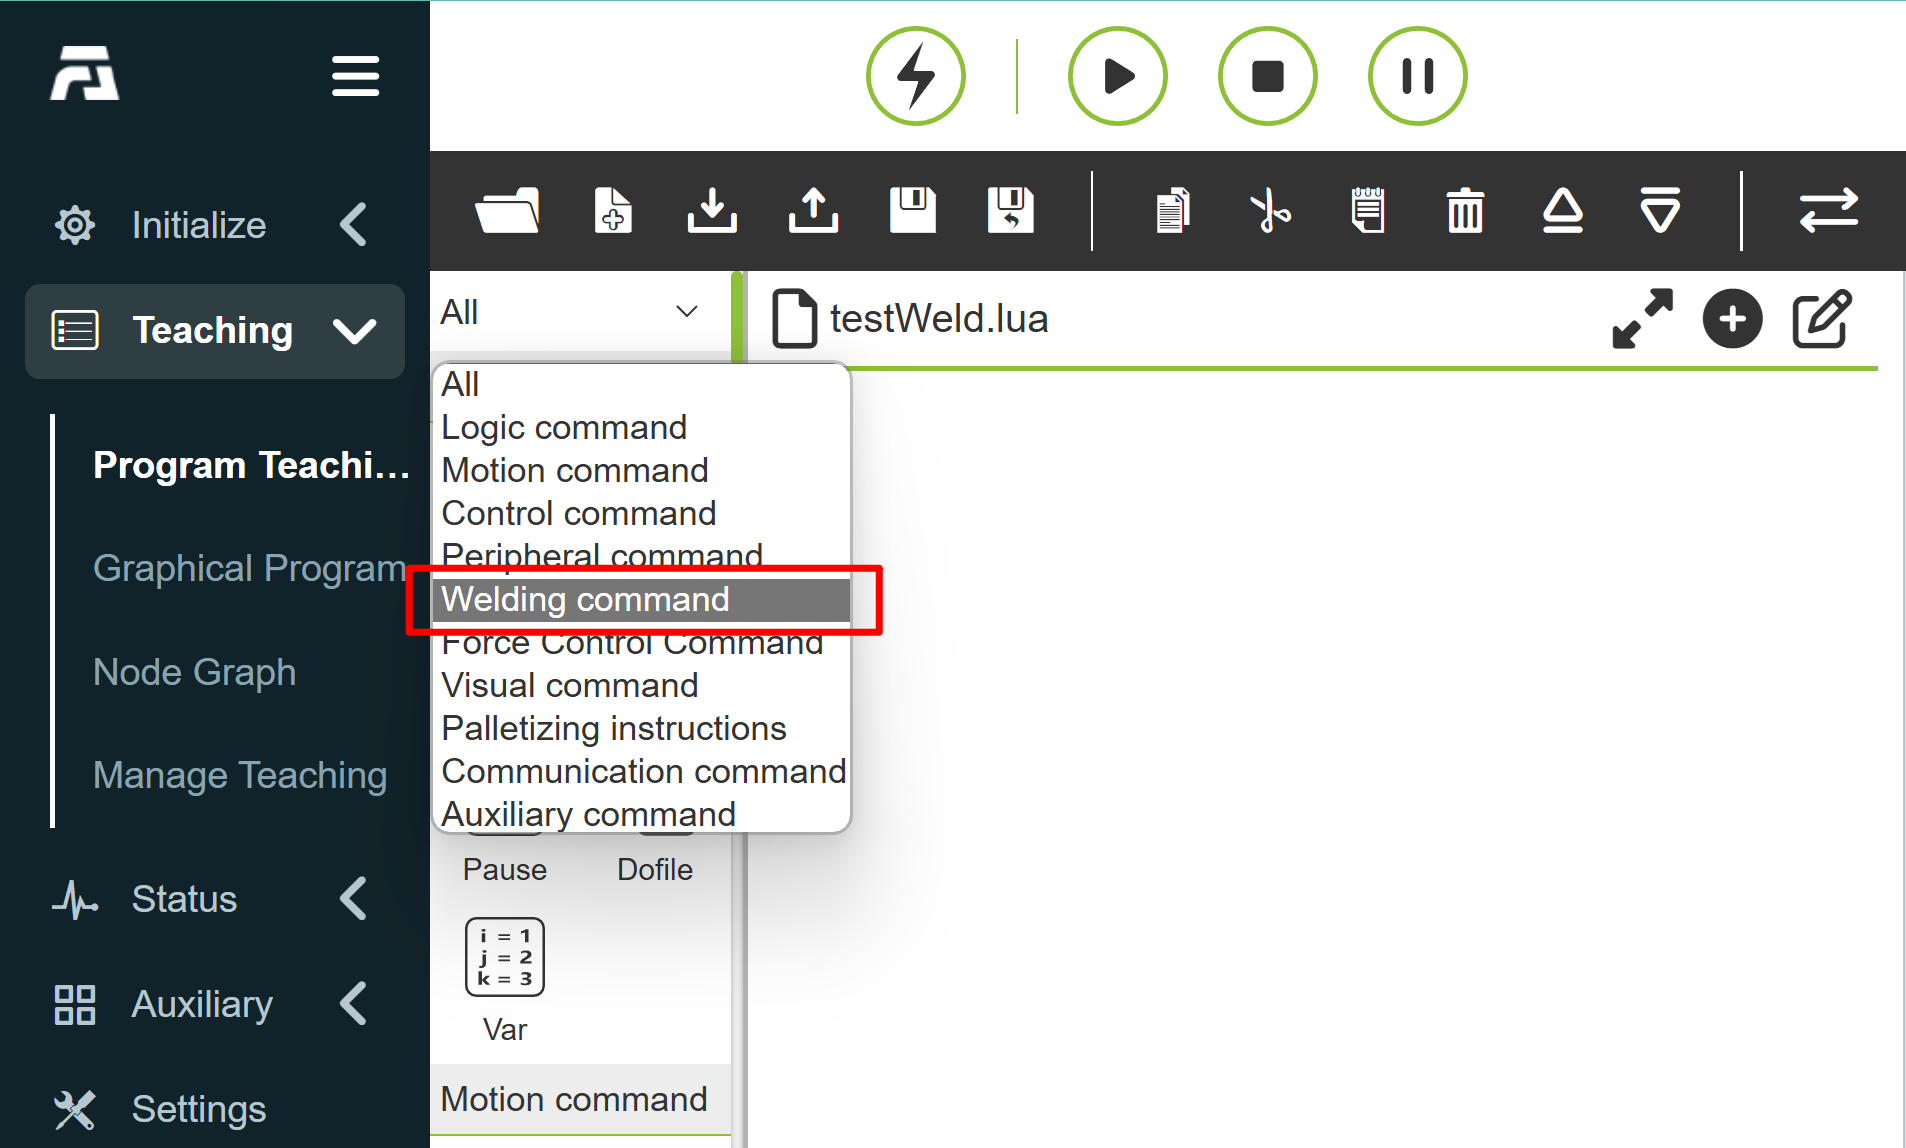 Initialize
Teaching
Program Teachi...
Graphical Program
Node Graph
Manage Teaching
Status
Auxiliary
Settings
All
testWeld.lua
All
Logic command
Motion command
Control command
Peripheral command
Welding command
Force Control Command
Visual command
Palletizing instructions
Communication command
Auxiliary command
Pause
Dofile
i = 1
j = 2
k = 3
Var
Motion command